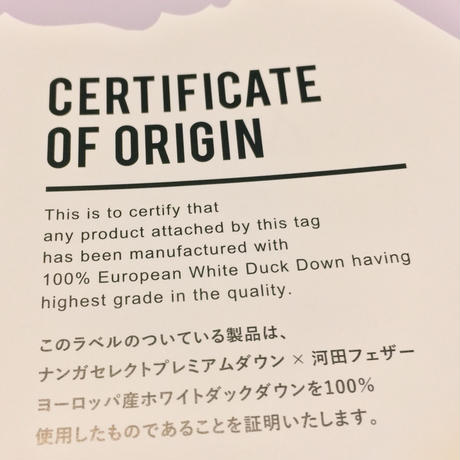 CERTIFICATE
OF ORIGIN
This is to certify that
any product attached by this tag
has been manufactured with
100% European White Duck Down having
highest grade in the quality.
このラベルのついている製品は、
ナンガセレクトプレミアムダウン × 河田フェザー
ヨーロッパ産ホワイトダックダウンを100%
使用したものであることを証明いたします。